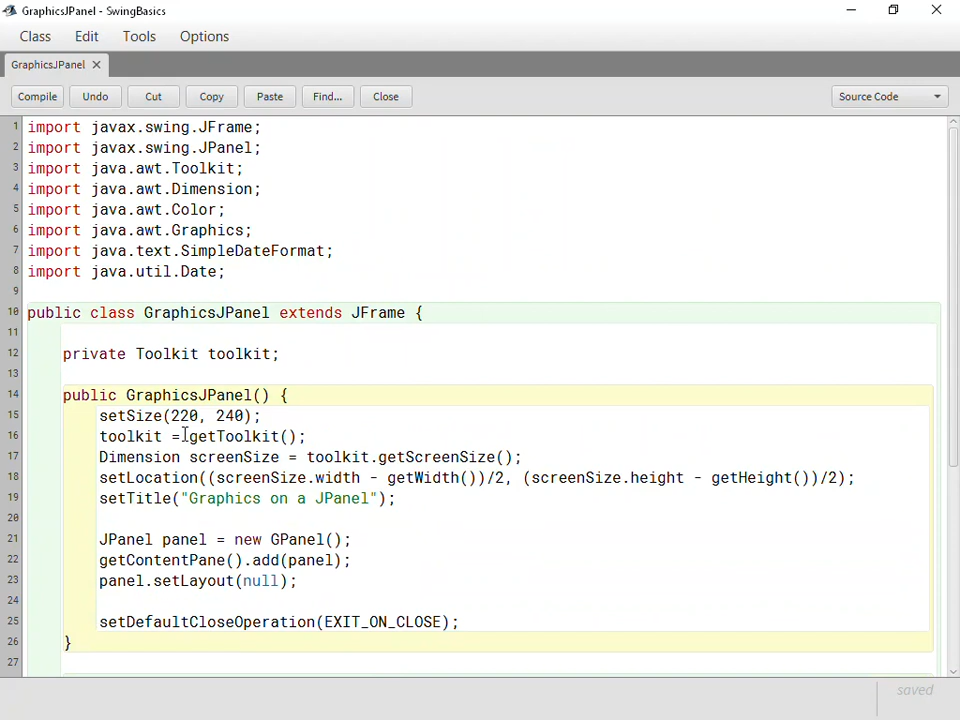 GraphicsJPanel - SwingBasics
Class Edit Tools Options
GraphicsJPanel ×
Compile Undo Cut Copy Paste Find... Close Source Code
1 import javax.swing.JFrame;
2 import javax.swing.JPanel;
3 import java.awt.Toolkit;
4 import java.awt.Dimension;
5 import java.awt.Color;
6 import java.awt.Graphics;
7 import java.text.SimpleDateFormat;
8 import java.util.Date;
9
10 public class GraphicsJPanel extends JFrame {
11
12 private Toolkit toolkit;
13
14 public GraphicsJPanel() {
15 setSize(220, 240);
16 toolkit = getToolkit();
17 Dimension screenSize = toolkit.getScreenSize();
18 setLocation((screenSize.width - getWidth())/2, (screenSize.height - getHeight())/2);
19 setTitle("Graphics on a JPanel");
20
21 JPanel panel = new GPanel();
22 getContentPane().add(panel);
23 panel.setLayout(null);
24
25 setDefaultCloseOperation(EXIT_ON_CLOSE);
26 }
27
saved